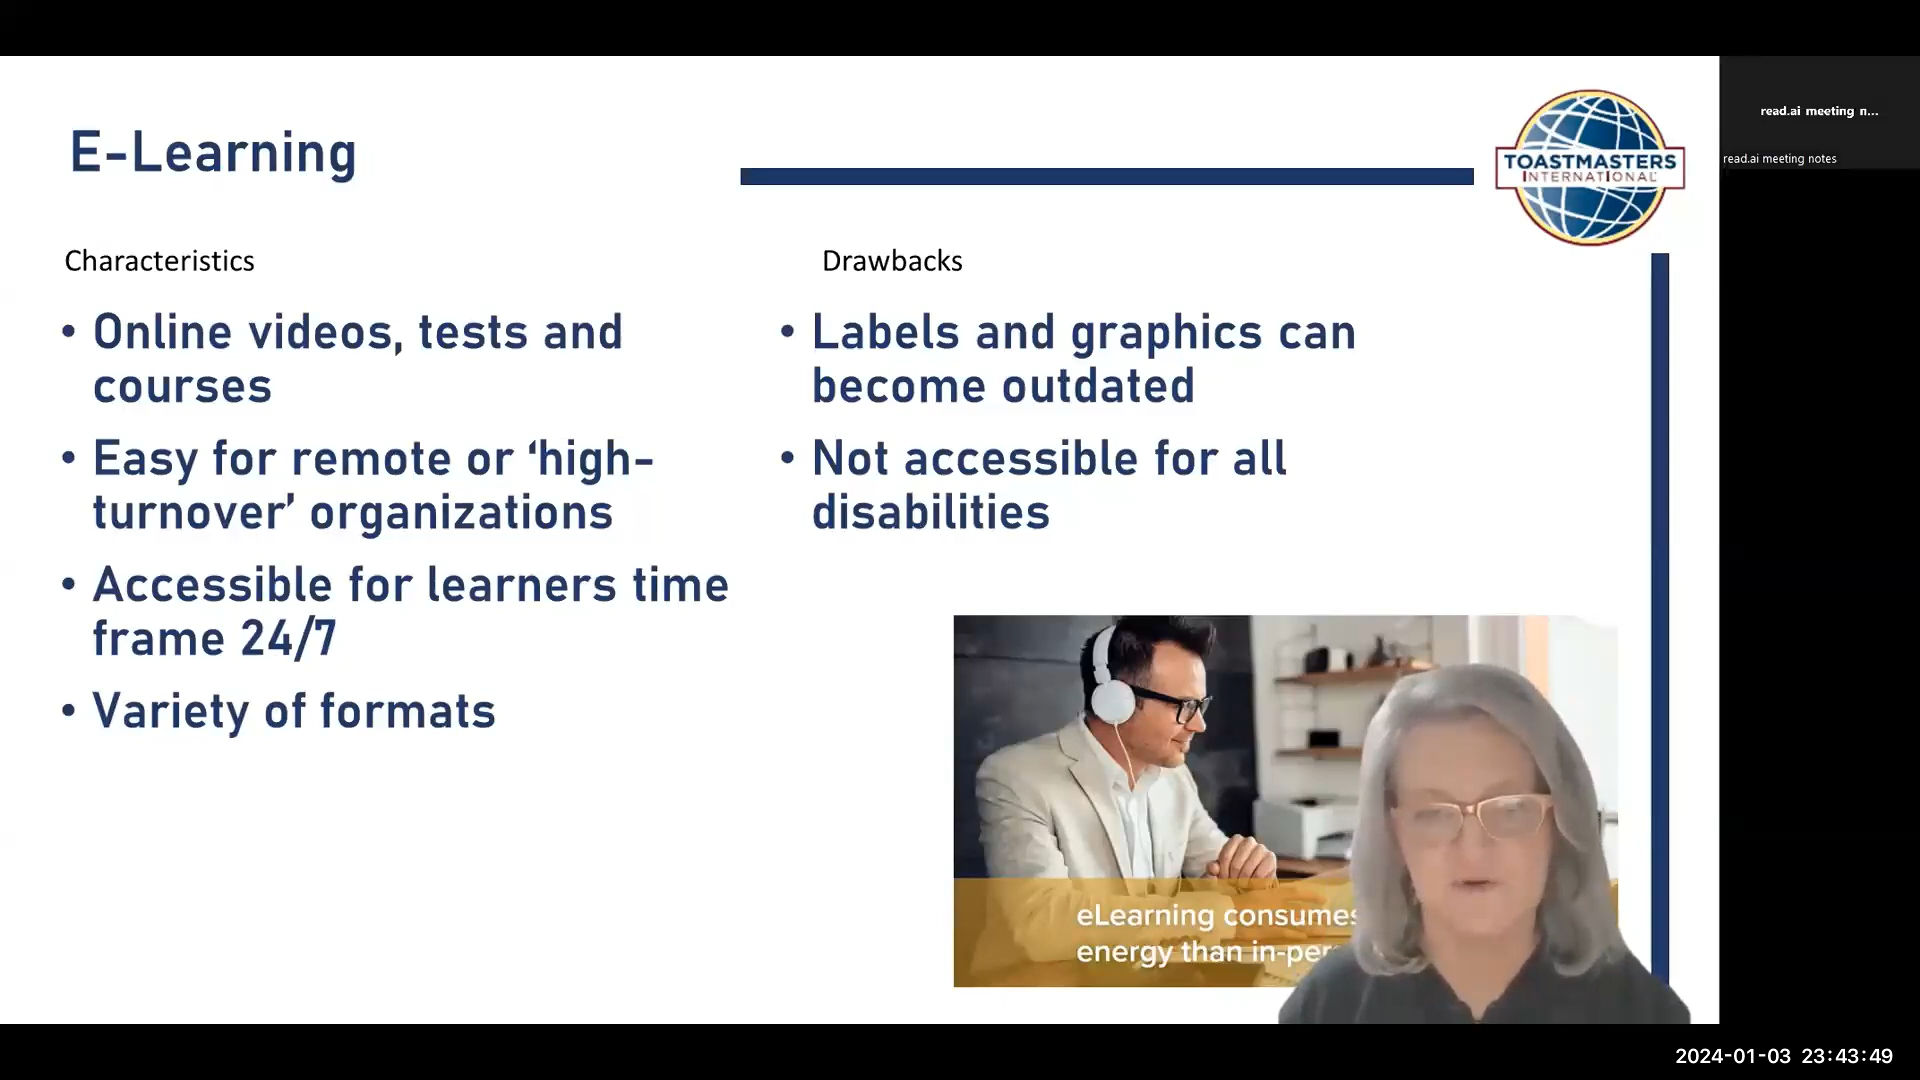 E-Learning
TOASTMASTERS
INTERNATIONAL
read.ai meeting n...
read.ai meeting notes
Characteristics
• Online videos, tests and
courses
• Easy for remote or ‘high-
turnover’ organizations
• Accessible for learners time
frame 24/7
• Variety of formats
Drawbacks
• Labels and graphics can
become outdated
• Not accessible for all
disabilities
eLearning consumes
energy than
2024-01-03 23:43:49